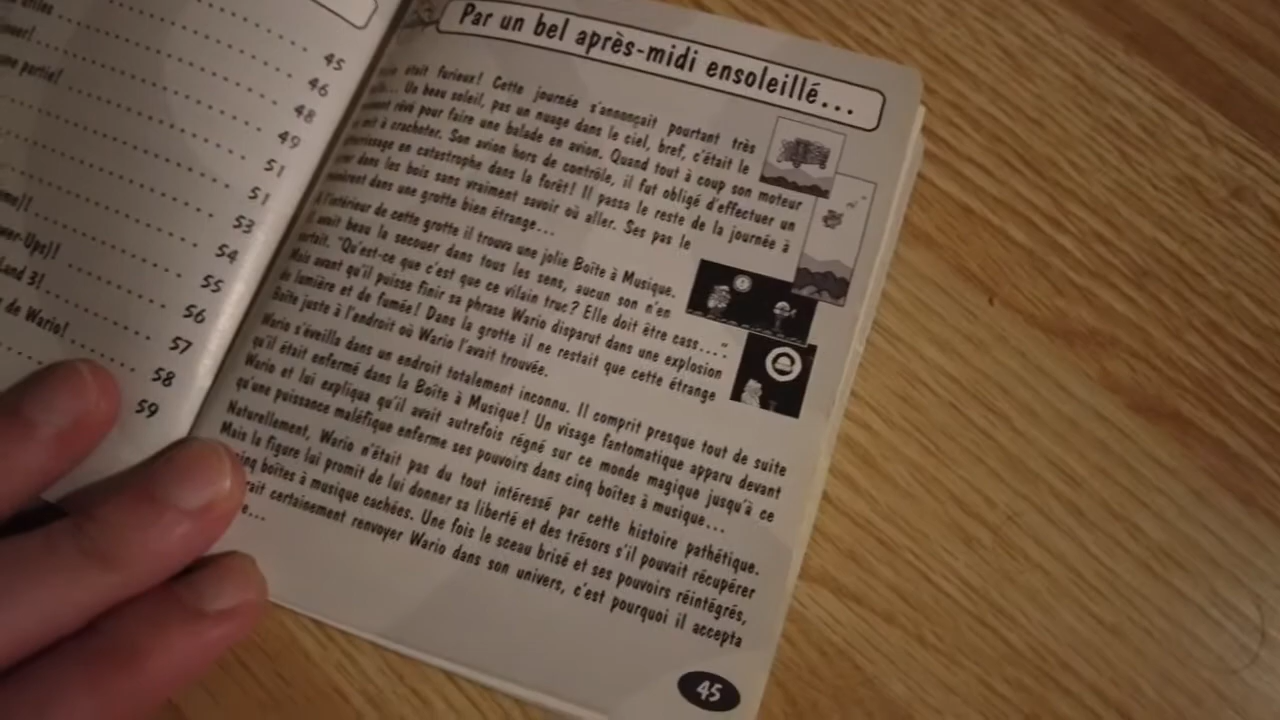 utiles
45
46
une partie! 48
49
51
51
53
54
wer-Ups)! 55
Land 3! 56
de Wario! 57
58
59
Par un bel après-midi ensoleillé...
était furieux! Cette journée s'annonçait pourtant très
Un beau soleil, pas un nuage dans le ciel, bref, c'était le
rêvé pour faire une balade en avion. Quand tout à coup son moteur
mit à crachoter. Son avion hors de contrôle, il fut obligé d'effectuer un
en catastrophe dans la forêt! Il passa le reste de la journée à
dans les bois sans vraiment savoir où aller. Ses pas le
dans une grotte bien étrange...
A l'intérieur de cette grotte il trouva une jolie Boîte à Musique.
avait beau la secouer dans tous les sens, aucun son n'en
sortait. "Qu'est-ce que c'est que ce vilain truc? Elle doit être cass...."
Mais avant qu'il puisse finir sa phrase Wario disparut dans une explosion
de lumière et de fumée! Dans la grotte il ne restait que cette étrange
boîte juste à l'endroit où Wario l'avait trouvée.
Wario s'éveilla dans un endroit totalement inconnu. Il comprit presque tout de suite
qu'il était enfermé dans la Boîte à Musique! Un visage fantomatique apparu devant
Wario et lui expliqua qu'il avait autrefois régné sur ce monde magique jusqu'à ce
qu'une puissance maléfique enferme ses pouvoirs dans cinq boîtes à musique...
Naturellement, Wario n'était pas du tout intéressé par cette histoire pathétique.
Mais la figure lui promit de lui donner sa liberté et des trésors s'il pouvait récupérer
cinq boîtes à musique cachées. Une fois le sceau brisé et ses pouvoirs réintégrés,
certainement renvoyer Wario dans son univers, c'est pourquoi il accepta
45